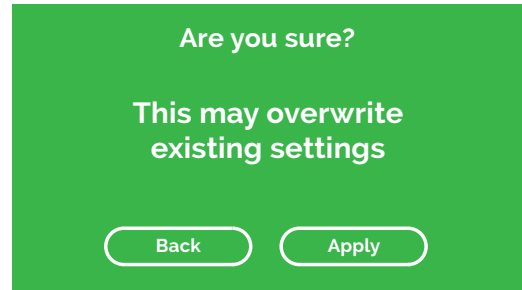 Are you sure?
This may overwrite
existing settings
Back
Apply